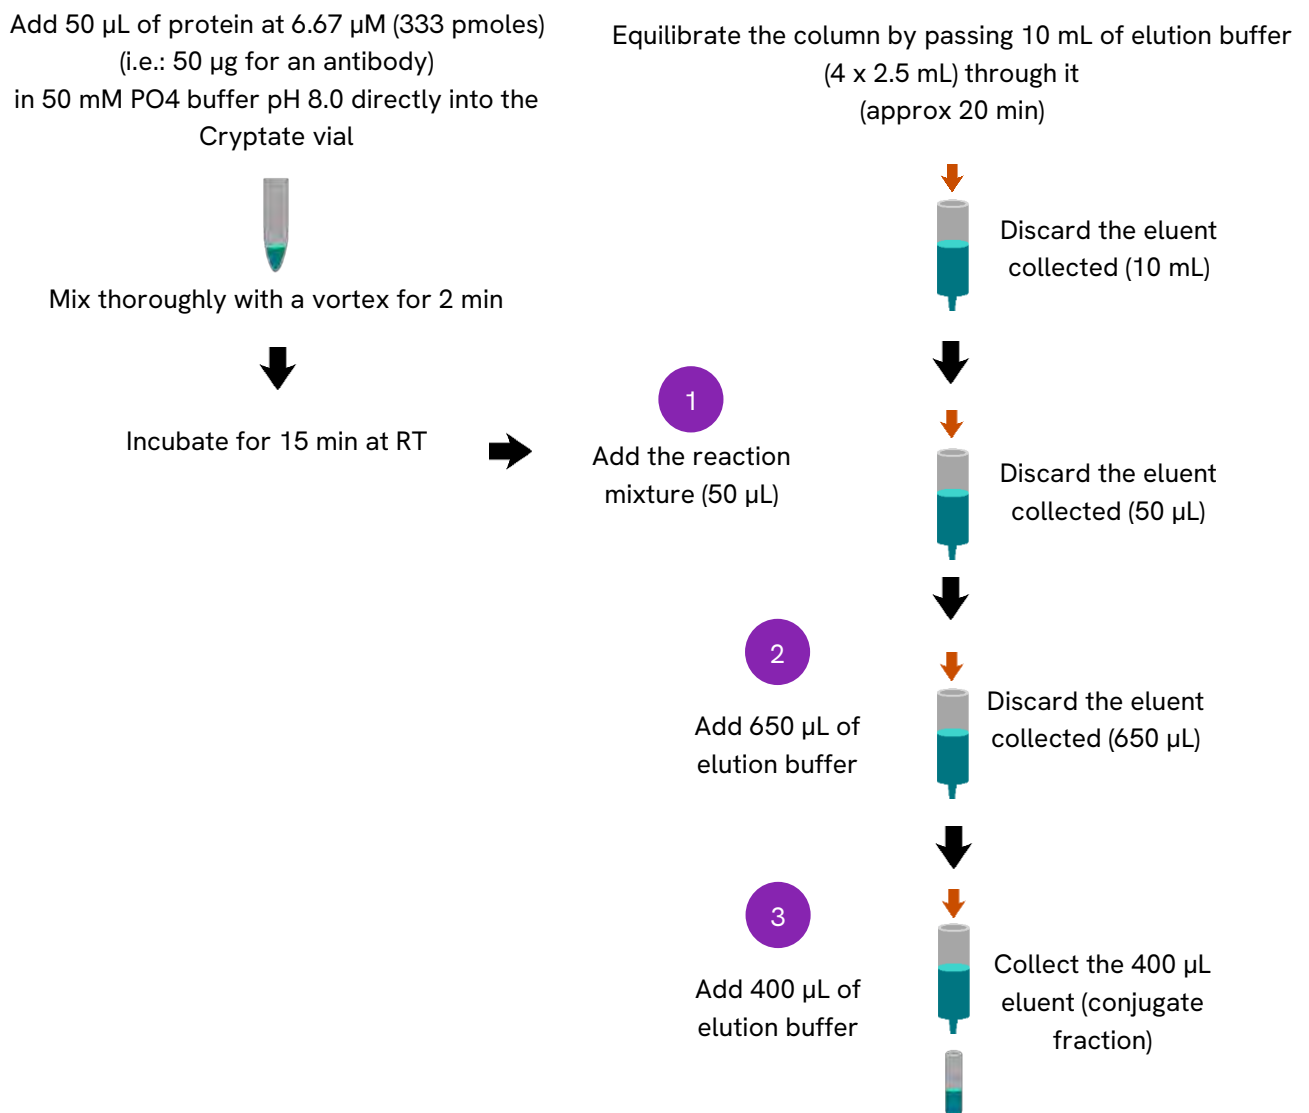 Add 50 µL of protein at 6.67 µM (333 pmoles)
(i.e.: 50 µg for an antibody)
in 50 mM PO4 buffer pH 8.0 directly into the
Cryptate vial
Mix thoroughly with a vortex for 2 min
Incubate for 15 min at RT
Equilibrate the column by passing 10 mL of elution buffer
(4 x 2.5 mL) through it
(approx 20 min)
Discard the eluent
collected (10 mL)
1
Add the reaction
mixture (50 µL)
Discard the eluent
collected (50 µL)
2
Add 650 µL of
elution buffer
Discard the eluent
collected (650 µL)
3
Add 400 µL of
elution buffer
Collect the 400 µL
eluent (conjugate
fraction)